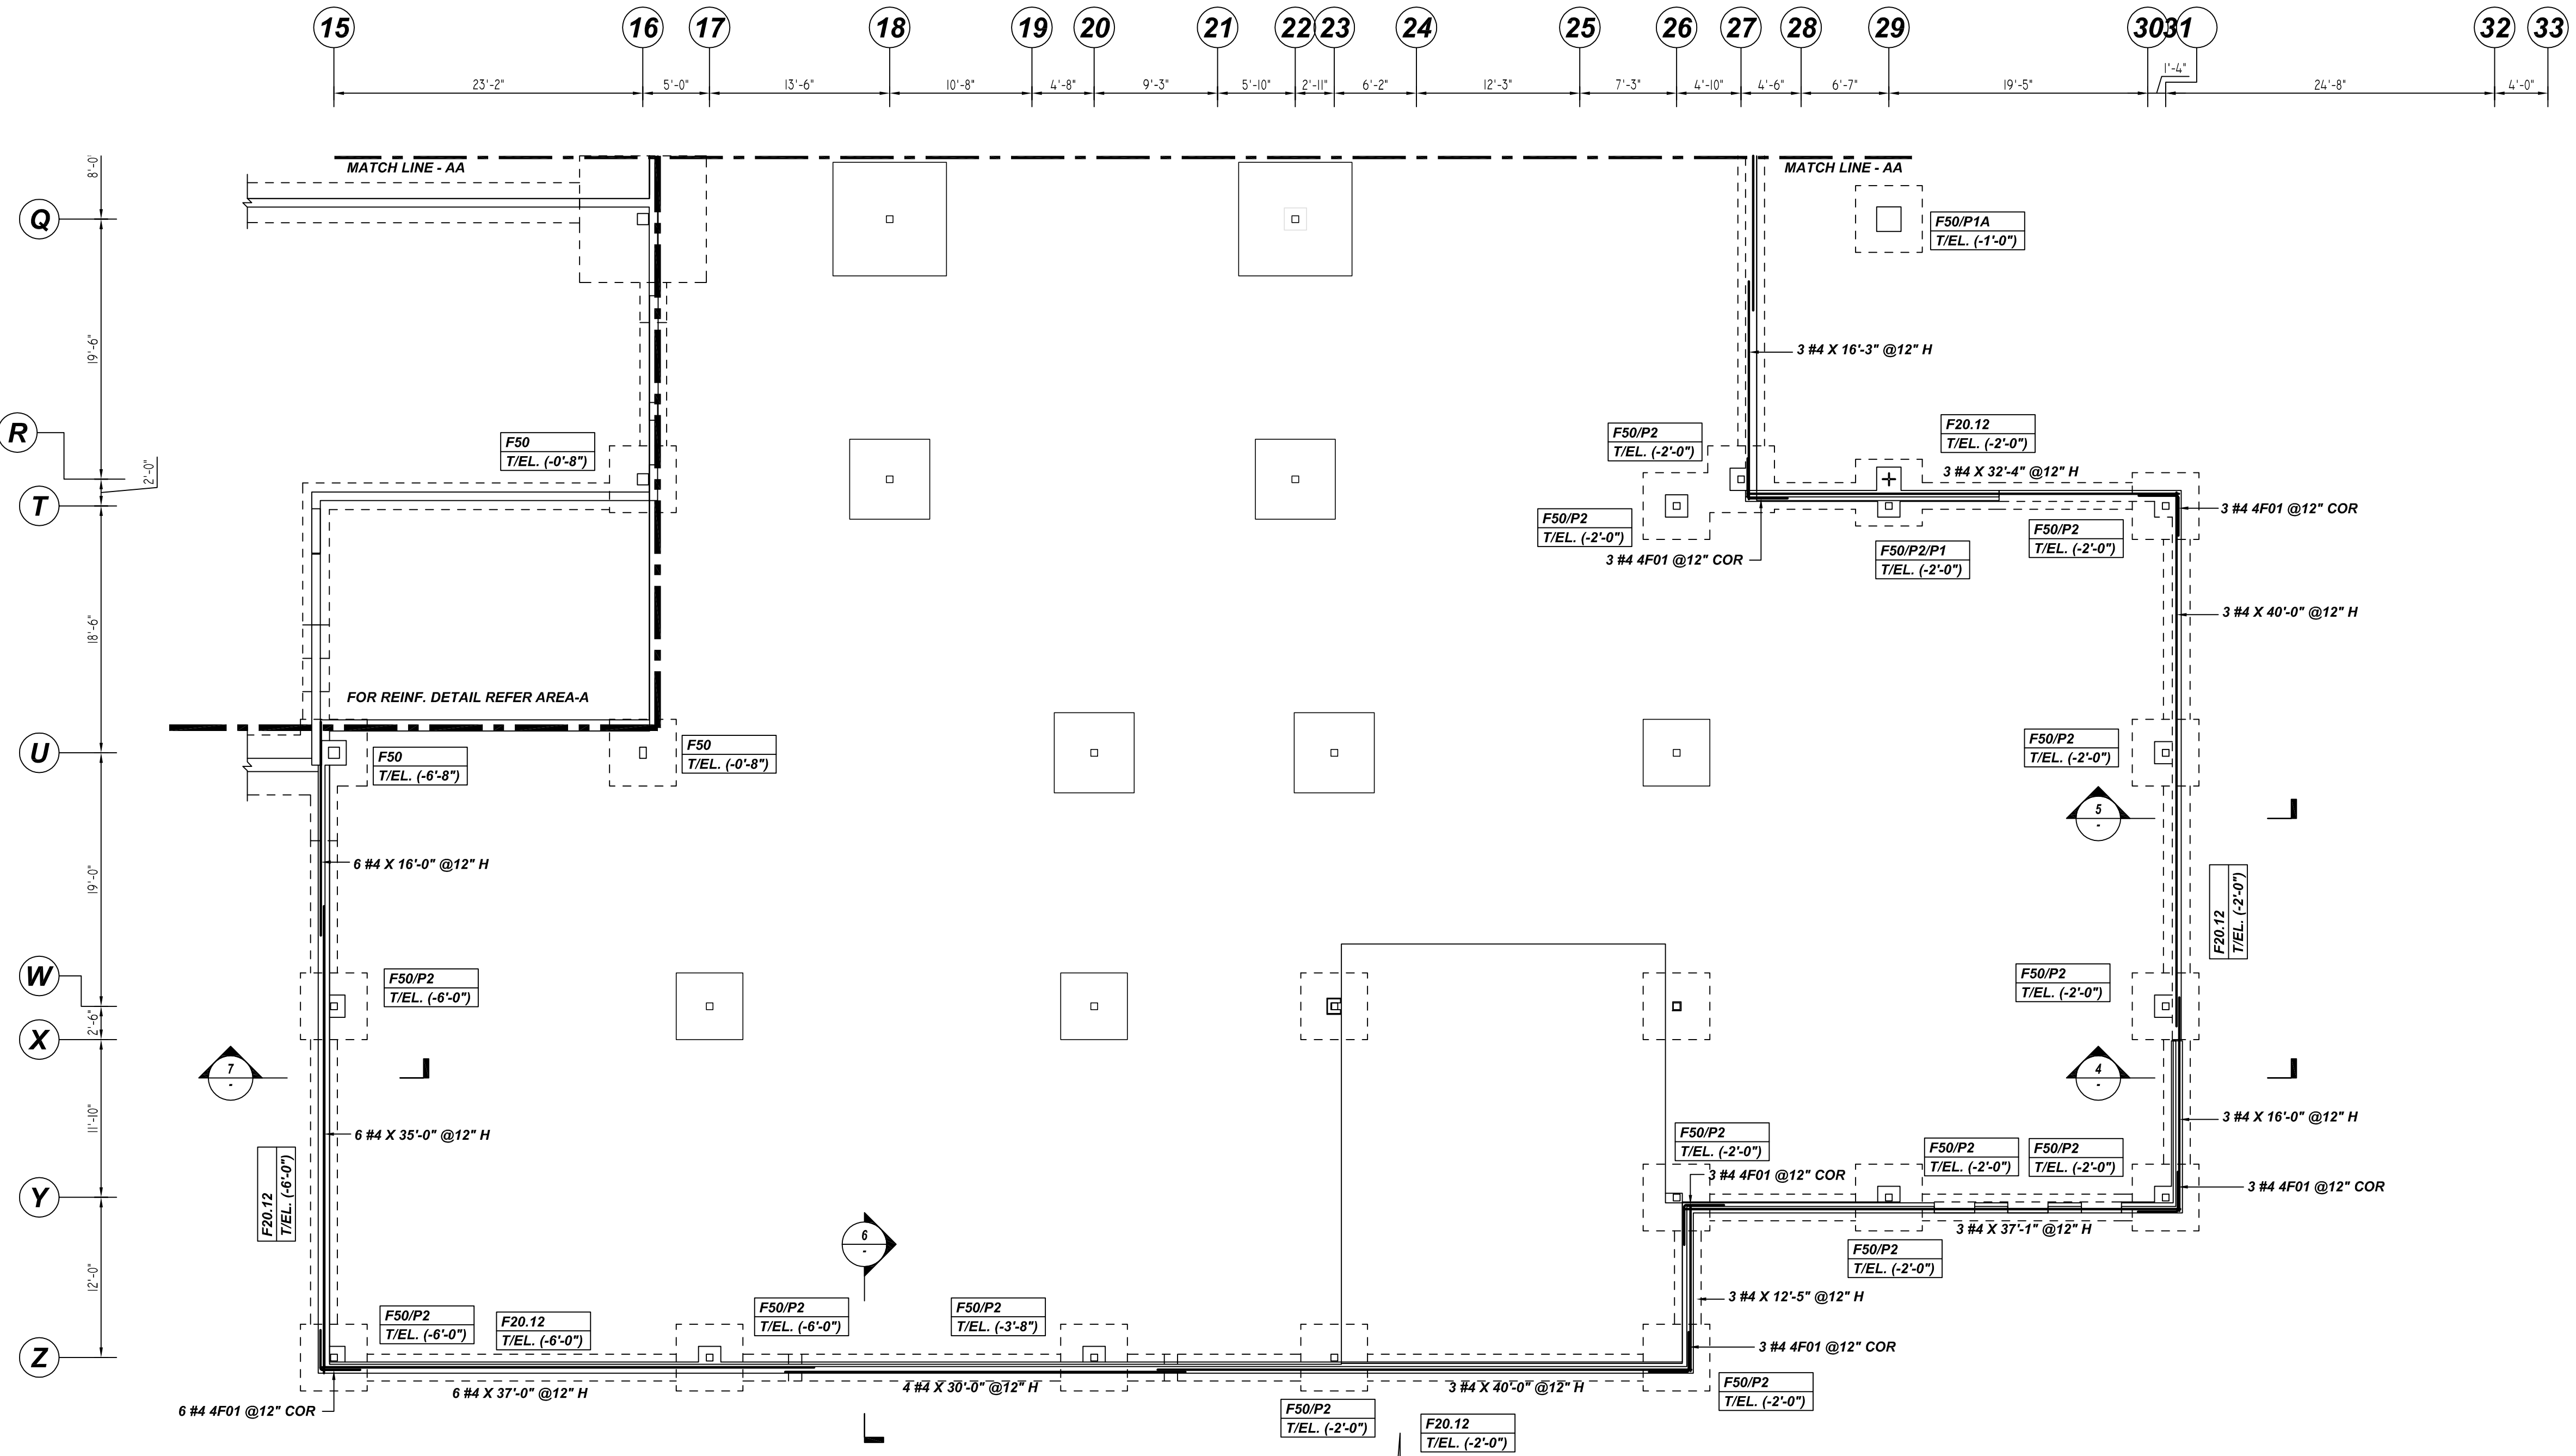 15 16 17 18 19 20 21 22 23 24 25 26 27 28 29 30 31 32 33
23'-2" 5'-0" 13'-6" 10'-8" 4'-8" 9'-3" 5'-10" 2'-11" 6'-2" 12'-3" 7'-3" 4'-10" 4'-6" 6'-7" 19'-5" 1'-4" 24'-8" 4'-0"
MATCH LINE - AA
MATCH LINE - AA
8'-0"
Q
F50/P1A
T/EL. (-1'-0")
19'-6"
3 #4 X 16'-3" @12" H
R
F50
T/EL. (-0'-8")
F50/P2
T/EL. (-2'-0")
F20.12
T/EL. (-2'-0")
3 #4 X 32'-4" @12" H
2'-0"
T
3 #4 4F01 @12" COR
F50/P2
T/EL. (-2'-0")
F50/P2
T/EL. (-2'-0")
3 #4 4F01 @12" COR
F50/P2/P1
T/EL. (-2'-0")
18'-6"
3 #4 X 40'-0" @12" H
FOR REINF. DETAIL REFER AREA-A
U
F50
T/EL. (-6'-8")
F50
T/EL. (-0'-8")
F50/P2
T/EL. (-2'-0")
5
-
19'-0"
6 #4 X 16'-0" @12" H
F20.12
T/EL. (-2'-0")
W
F50/P2
T/EL. (-6'-0")
F50/P2
T/EL. (-2'-0")
2'-6"
X
7
-
4
-
11'-10"
6 #4 X 35'-0" @12" H
3 #4 X 16'-0" @12" H
F50/P2
T/EL. (-2'-0")
F50/P2
T/EL. (-2'-0")
F50/P2
T/EL. (-2'-0")
3 #4 4F01 @12" COR
3 #4 4F01 @12" COR
Y
F20.12
T/EL. (-6'-0")
3 #4 X 37'-1" @12" H
6
-
F50/P2
T/EL. (-2'-0")
12'-0"
3 #4 X 12'-5" @12" H
F50/P2
T/EL. (-6'-0")
F20.12
T/EL. (-6'-0")
F50/P2
T/EL. (-6'-0")
F50/P2
T/EL. (-3'-8")
3 #4 4F01 @12" COR
Z
6 #4 X 37'-0" @12" H
4 #4 X 30'-0" @12" H
3 #4 X 40'-0" @12" H
F50/P2
T/EL. (-2'-0")
6 #4 4F01 @12" COR
F50/P2
T/EL. (-2'-0")
F20.12
T/EL. (-2'-0")